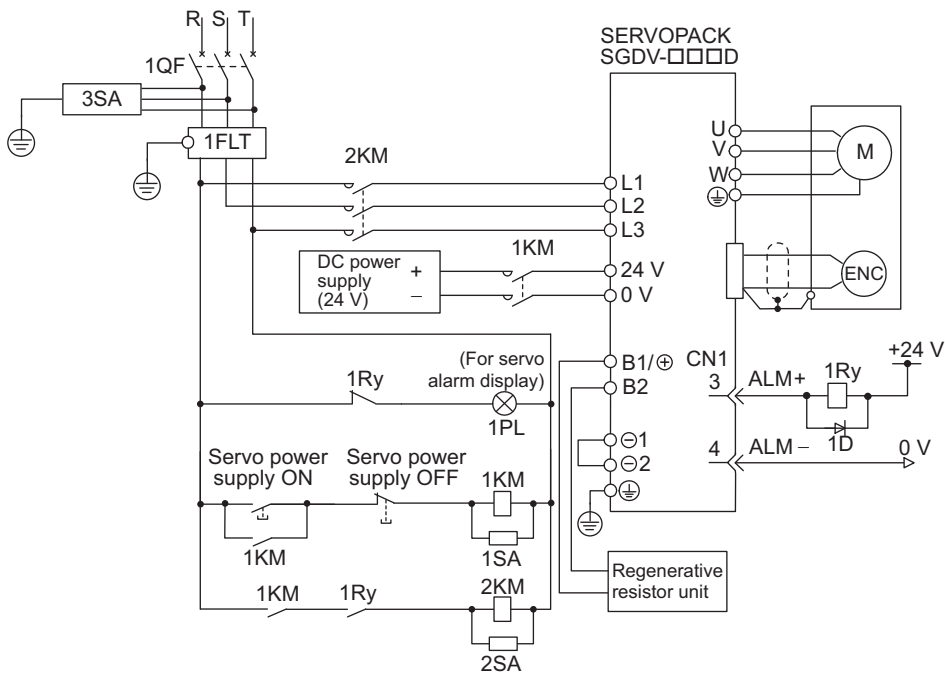 R S T
1QF
3SA
1FLT
2KM
SERVOPACK
SGDV-□□□D
U
V
W
M
L1
L2
L3
1KM
DC power
supply
(24 V)
+
−
24 V
0 V
ENC
B1/⊕
B2
CN1
3
ALM+
1Ry
+24 V
1D
4
ALM−
0 V
⊖1
⊖2
(For servo
alarm display)
1Ry
1PL
Servo power
supply ON
Servo power
supply OFF
1KM
1KM
1SA
1KM
1Ry
2KM
2SA
Regenerative
resistor unit